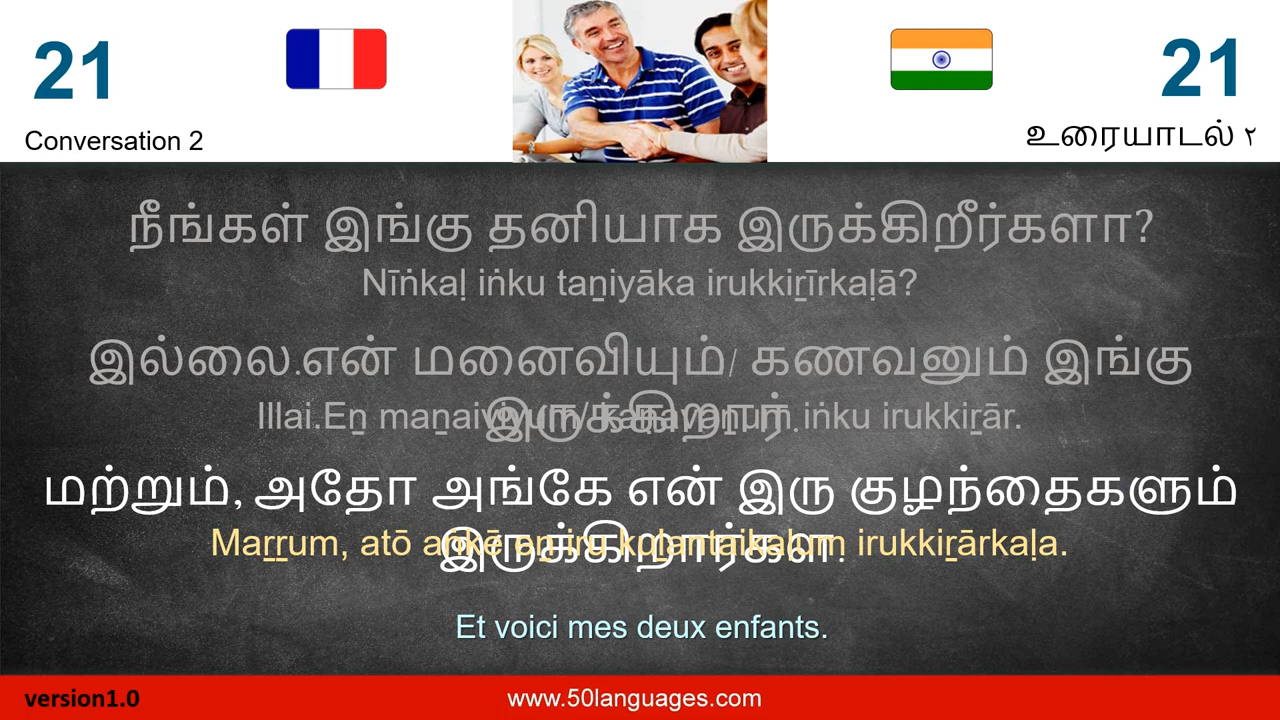 21
21
Conversation 2
உரையாடல் ٢
நீங்கள் இங்கு தனியாக இருக்கிறீர்களா?
Nīṅkaḷ iṅku taṉiyāka irukkiṟīrkaḷā?
இல்லை.என் மனைவியும்/ கணவனும் இங்கு
இருக்கிறார்.
Illai.Eṉ maṉaiviyum/ kaṇavaṉum iṅku irukkiṟār.
மற்றும், அதோ அங்கே என் இரு குழந்தைகளும்
இருக்கிறார்கள.
Maṟṟum, atō aṅkē eṉ iru kuḻantaikaḷum irukkiṟārkaḷa.
Et voici mes deux enfants.
version1.0
www.50languages.com